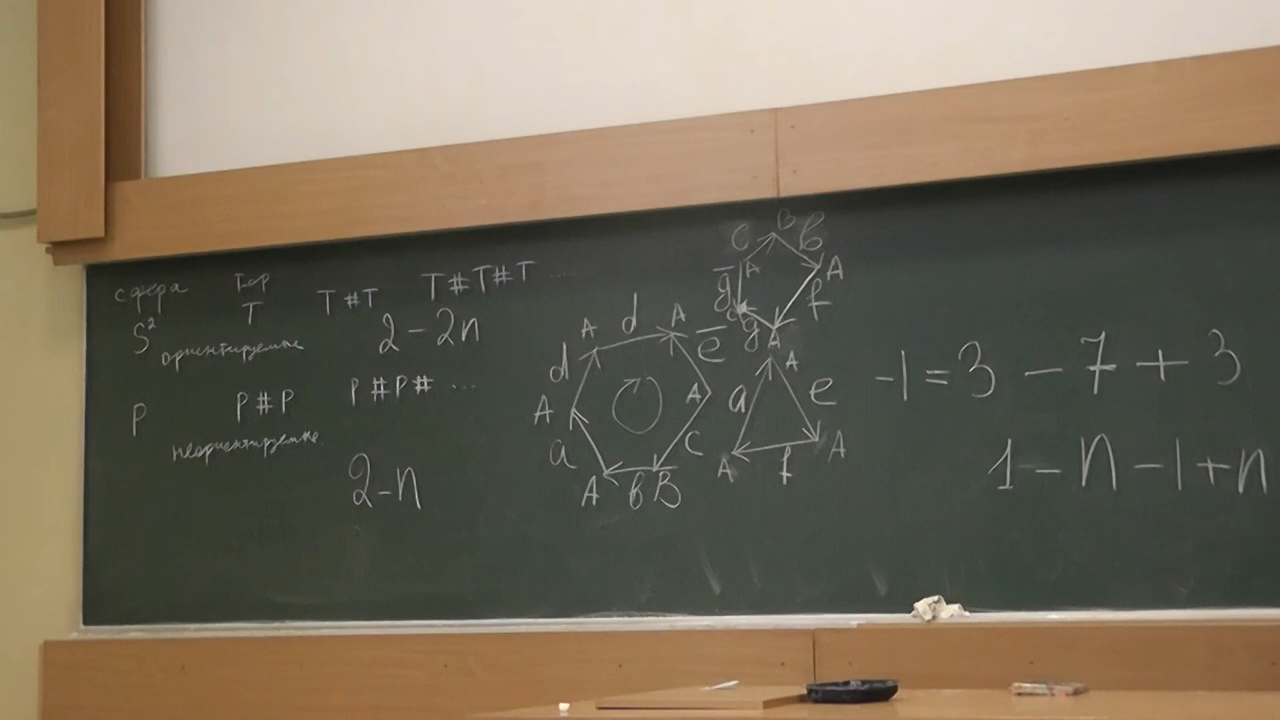 сфера Тор
S² T T#T T#T#T ....
ориентируемые 2-2n
P P#P P#P# ...
неориентируемые
2-n
A d A
d e
A A
a c
A b B
B
c b
g A A
f
g A
A
a e
A f A
-1=3-7+3
1-n-1+n